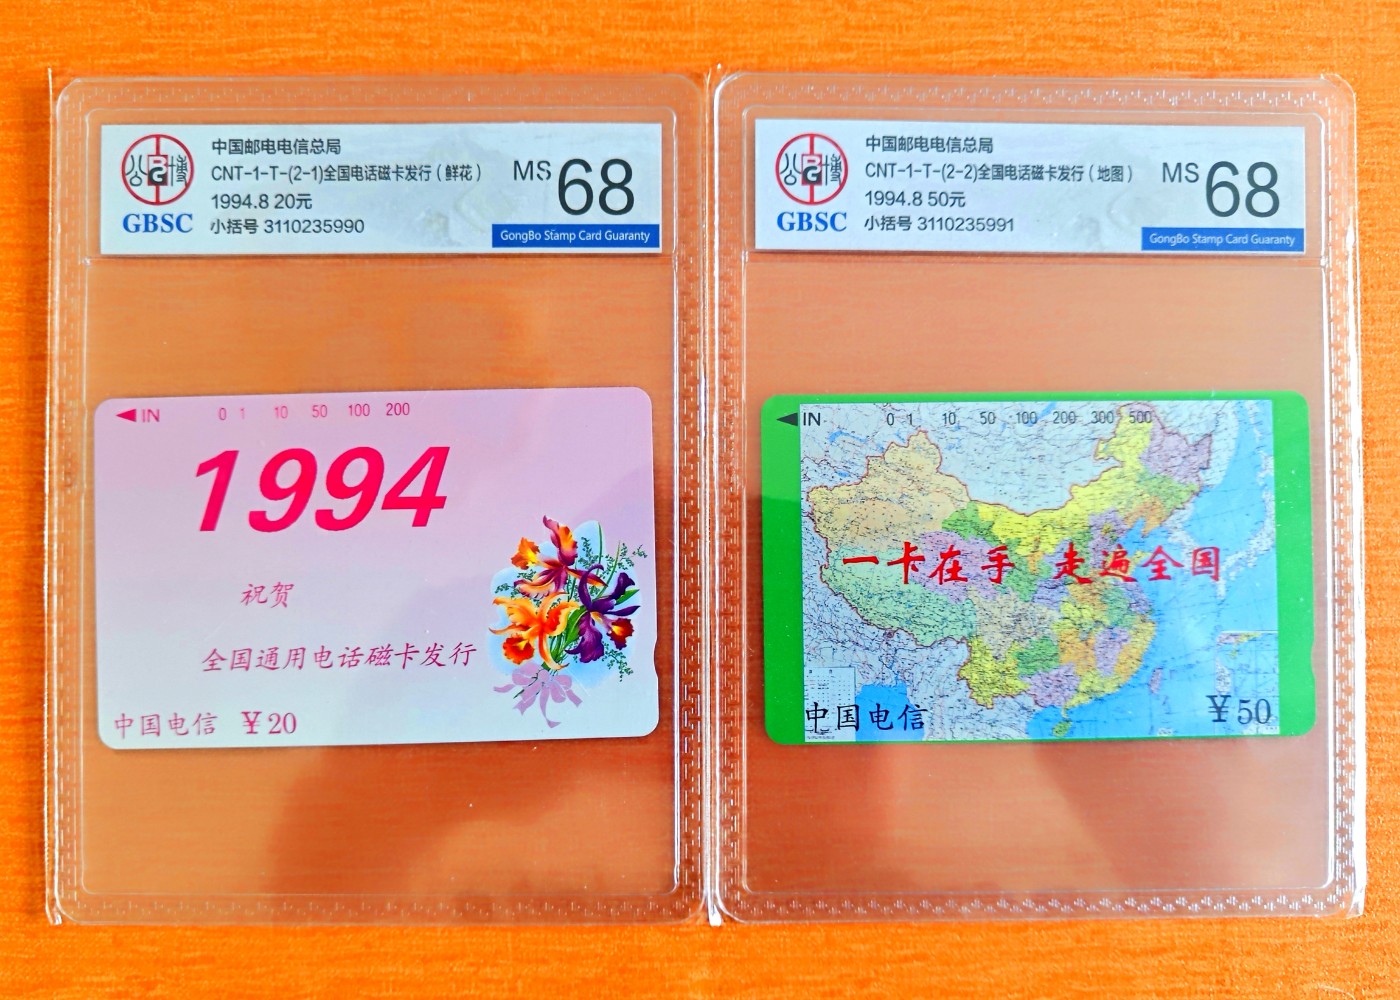 中国邮电电信总局
CNT-1-T-(2-1)全国电话磁卡发行(鲜花)
1994.8 20元
小括号 3110235990
MS 68
GBSC
GongBo Stamp Card Guaranty
IN 0 1 10 50 100 200
1994
祝贺
全国通用电话磁卡发行
中国电信 ¥20
中国邮电电信总局
CNT-1-T-(2-2)全国电话磁卡发行(地图)
1994.8 50元
小括号 3110235991
MS 68
GBSC
GongBo Stamp Card Guaranty
IN 0 1 10 50 100 200 300 500
一卡在手 走遍全国
中国电信 ¥50